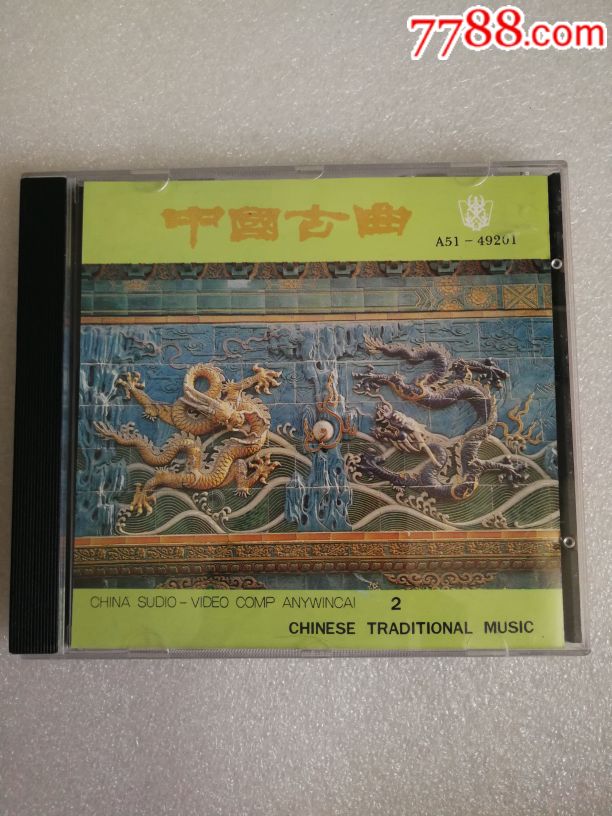 7788.com
中國古曲
A51-49201
CHINA SUDIO-VIDEO COMP ANYWINCAI 2
CHINESE TRADITIONAL MUSIC